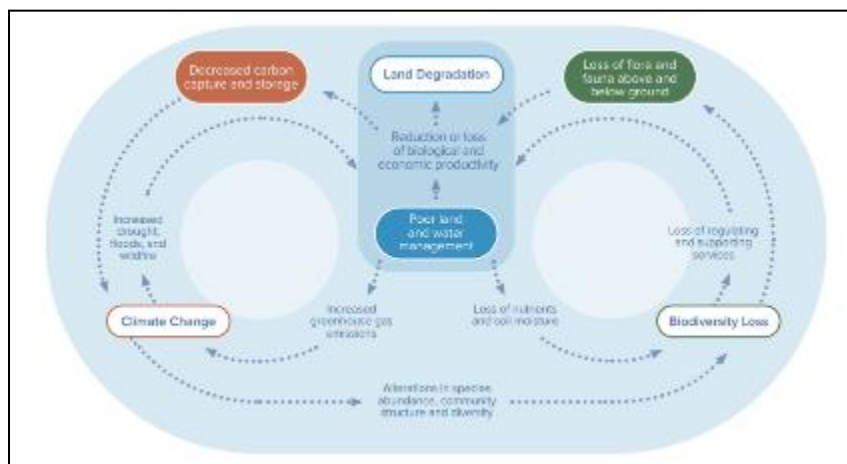 Decreased carbon
capture and storage
Land Degradation
Loss of flora and
fauna above and
below ground
Reduction or loss
of biological and
economic productivity
Increased
drought,
floods, and
wildfire
Poor land
and water
management
Loss of regulating
and supporting
services
Climate Change
Increased
greenhouse gas
emissions
Loss of nutrients
and soil moisture
Biodiversity Loss
Alterations in species
abundance, community
structure and diversity